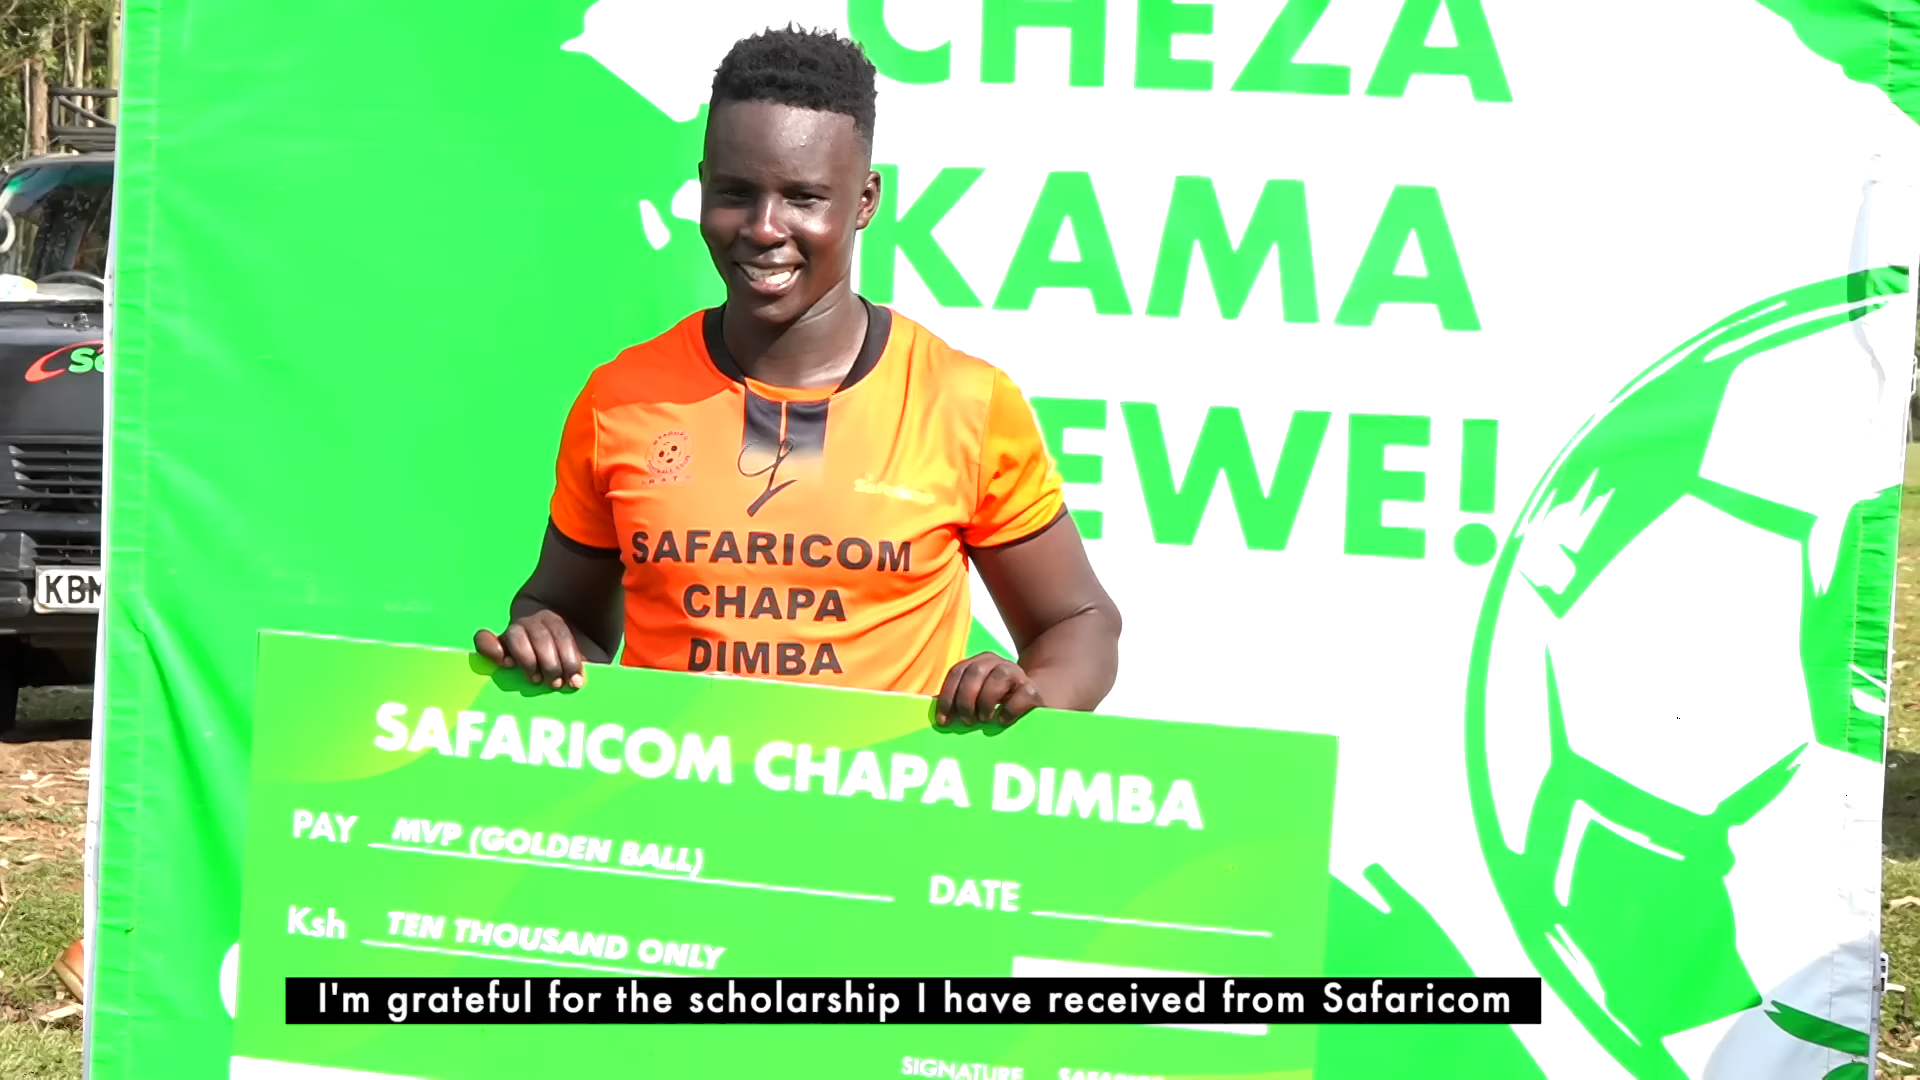 CHEZA
KAMA
EWE!
KBM
SAFARICOM
CHAPA
DIMBA
SAFARICOM CHAPA DIMBA
PAY MVP (GOLDEN BALL)
DATE
Ksh TEN THOUSAND ONLY
I'm grateful for the scholarship I have received from Safaricom
SIGNATURE